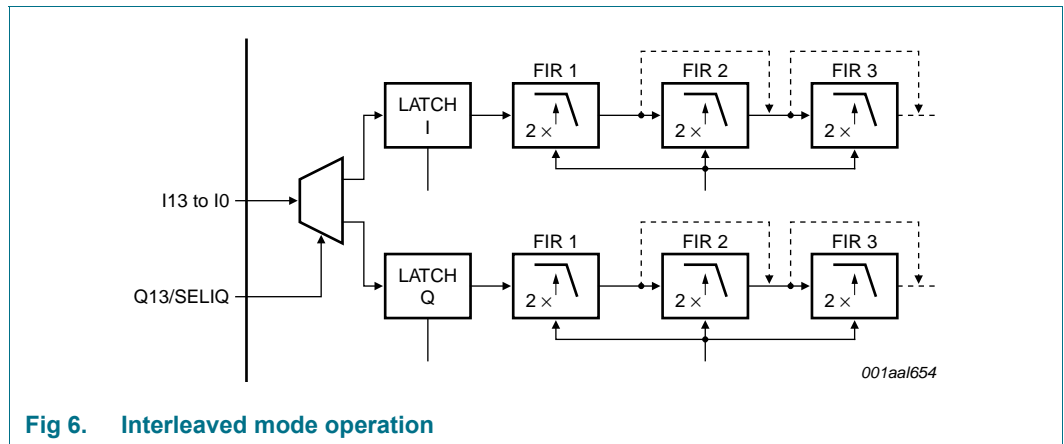 FIR 1 FIR 2 FIR 3
LATCH
I
2 × 2 × 2 ×
I13 to I0
FIR 1 FIR 2 FIR 3
LATCH
Q
Q13/SELIQ
2 × 2 × 2 ×
001aal654
Fig 6. Interleaved mode operation